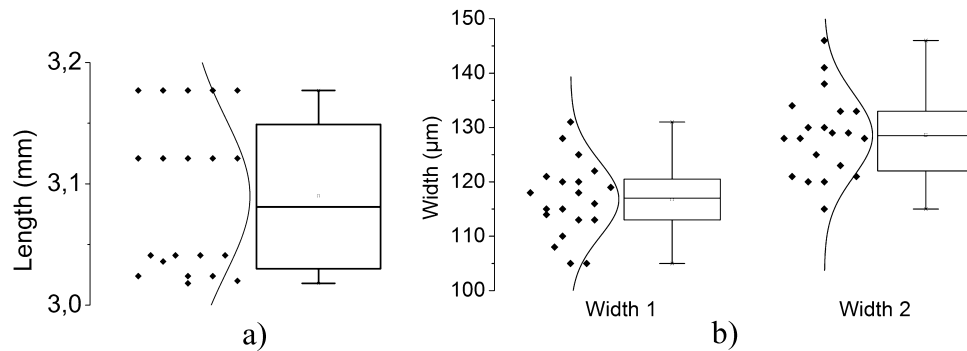 Length (mm)
3,2
3,1
3,0
a)
Width (µm)
150
140
130
120
110
100
Width 1
Width 2
b)